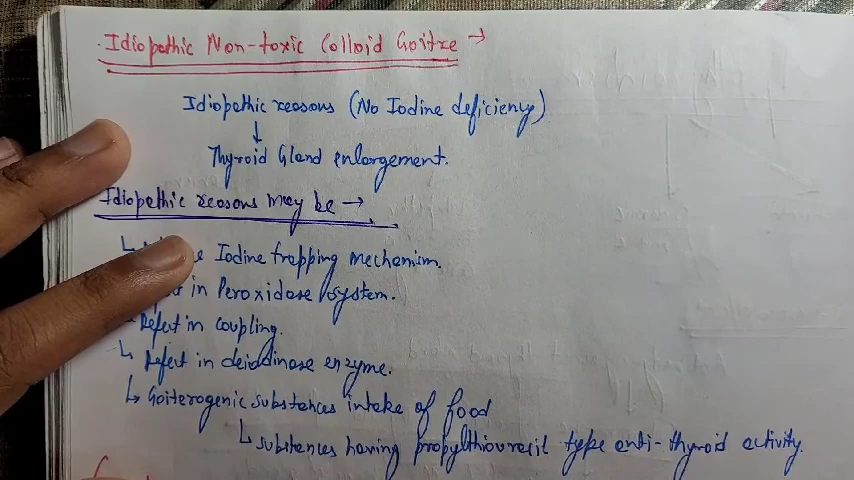 Idiopathic Non-toxic Colloid Goitre →
Idiopathic reasons (No Iodine deficiency)
↓
Thyroid Gland enlargement.
Idiopathic reasons may be →
↳ Iodine trapping mechanism.
in Peroxidase system.
Defect in coupling.
↳ Defect in deiodinase enzyme.
↳ Goiterogenic substances intake of food
↳ substances having propylthiouracil type anti-thyroid activity.